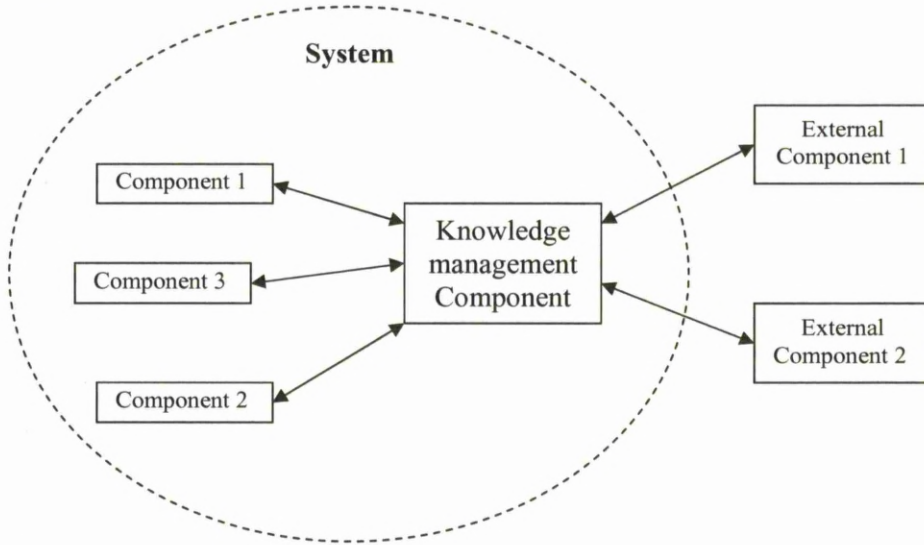 System
External
Component 1
Component 1
Knowledge
management
Component
Component 3
External
Component 2
Component 2